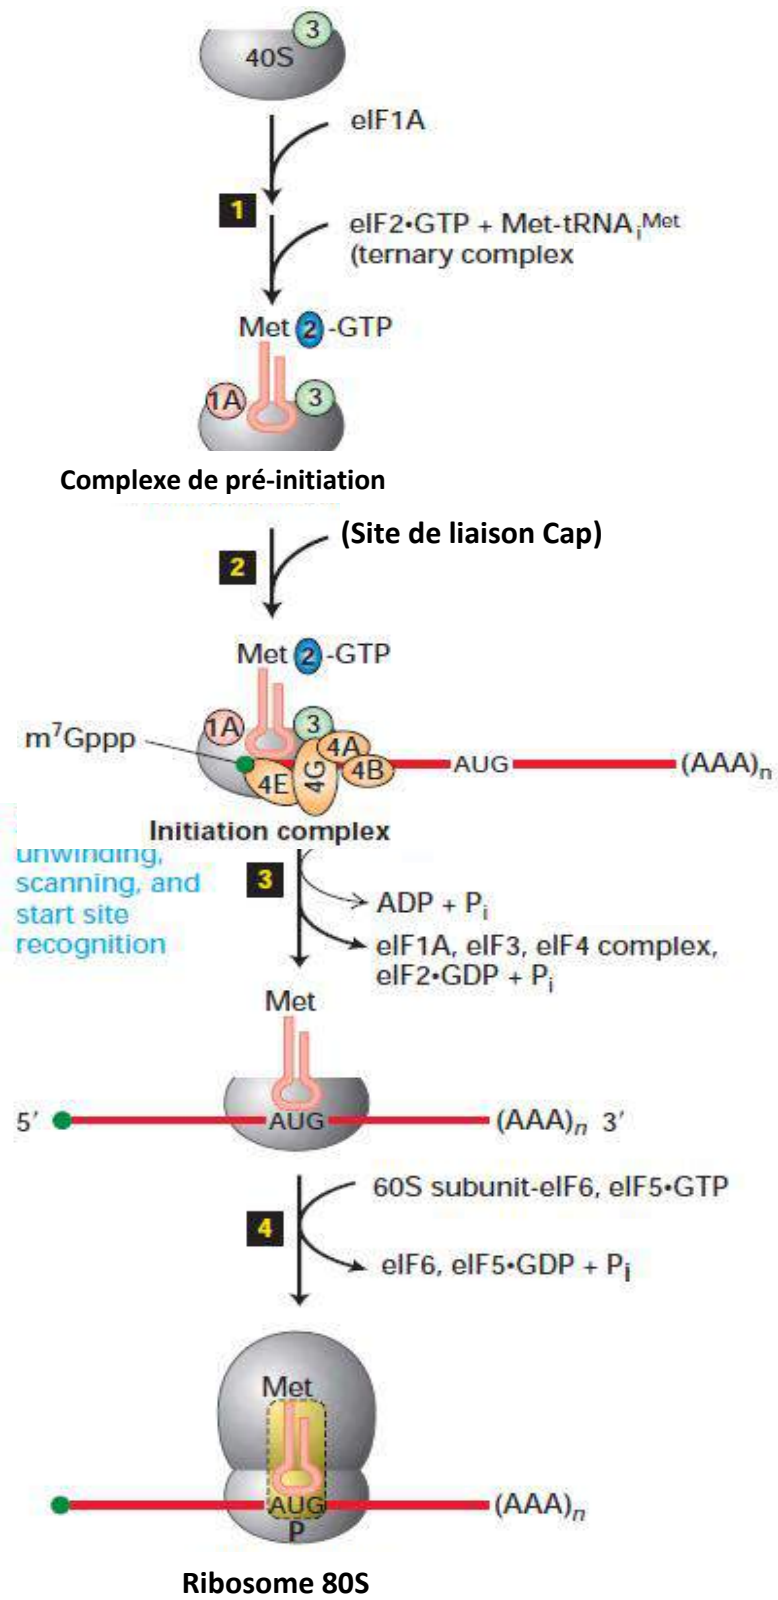 3
40S
eIF1A
1
eIF2•GTP + Met-tRNAᵢᴹᵉᵗ
(ternary complex
Met 2 -GTP
1A 3
Complexe de pré-initiation
(Site de liaison Cap)
2
Met 2 -GTP
1A 3
m⁷Gppp
4A
4E 4G 4B
AUG (AAA)n
Initiation complex
unwinding,
scanning, and
start site
recognition
3
ADP + Pᵢ
eIF1A, eIF3, eIF4 complex,
eIF2•GDP + Pᵢ
Met
5′ AUG (AAA)n 3′
60S subunit-eIF6, eIF5•GTP
4
eIF6, eIF5•GDP + Pᵢ
Met
AUG (AAA)n
P
Ribosome 80S